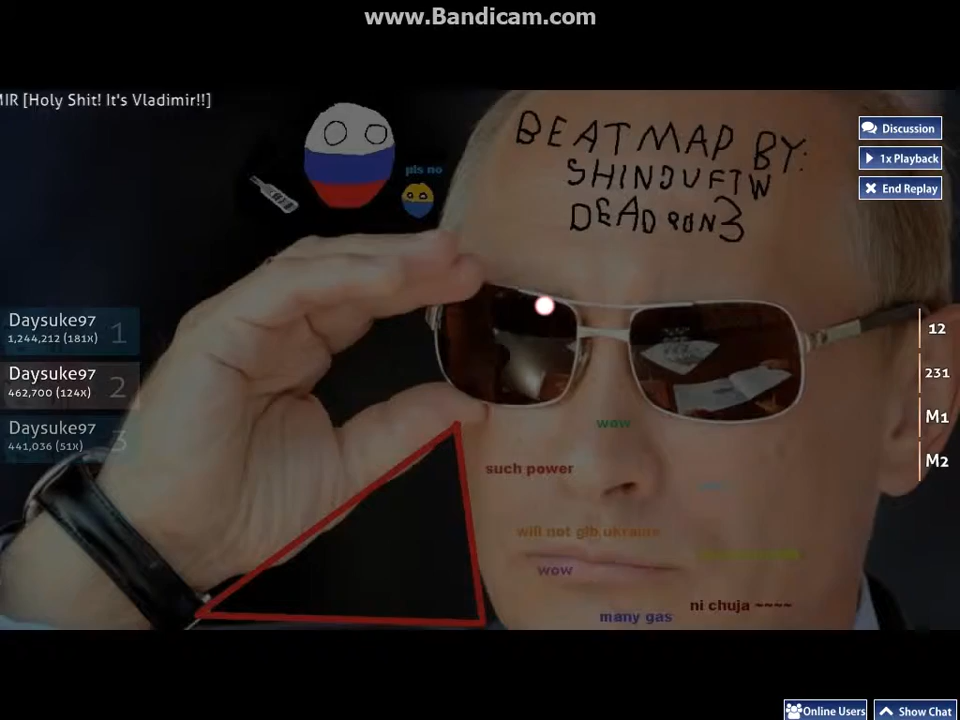 www.Bandicam.com
MIR [Holy Shit! It's Vladimir!!]
Discussion
1x Playback
End Replay
BEATMAP BY:
SHINDUFTW
DEADPON3
pls no
Daysuke97
1,244,212 (181x)
1
Daysuke97
462,700 (124x)
2
Daysuke97
441,036 (51x)
3
12
231
M1
M2
wow
such power
will not gib ukraine
wow
ni chuja ~~~~
many gas
Online Users
Show Chat